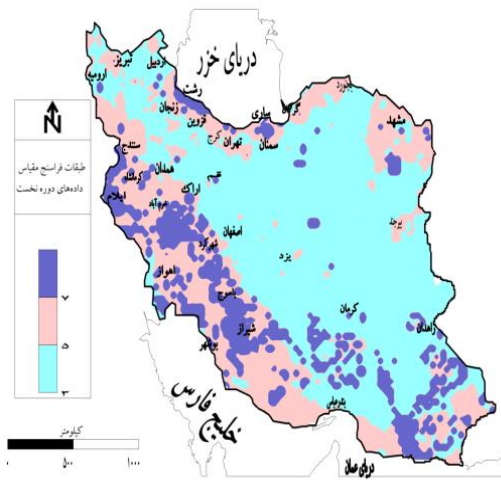 دریای خزر
تبریز
اردبیل
ارومیه
رشت
زنجان
قزوین
کرج
تهران
ساری
گرگان
سمنان
بجنورد
مشهد
سنندج
همدان
کرمانشاه
قم
اراک
ایلام
خرم آباد
اصفهان
شهرکرد
یزد
بیرجند
اهواز
یاسوج
کرمان
زاهدان
شیراز
بوشهر
بندرعباس
خلیج فارس
دریای عمان
N
طبقات فراسنج مقیاس
داده‌های دوره نخست
۷
۵
۳
کیلومتر
۰ ۵۰۰ ۱۰۰۰